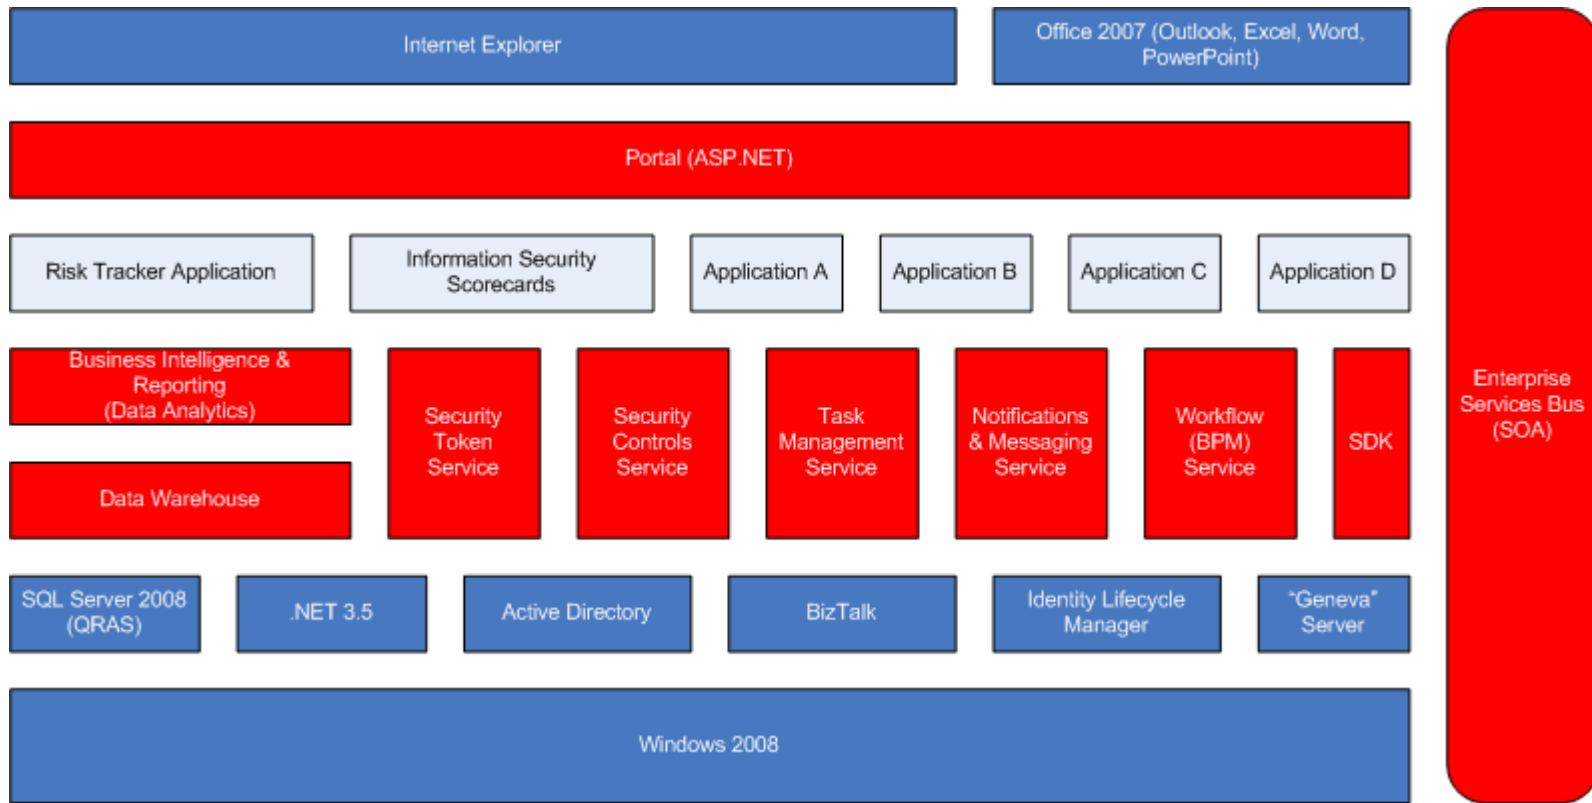 Internet Explorer
Office 2007 (Outlook, Excel, Word,
PowerPoint)
Portal (ASP.NET)
Risk Tracker Application
Information Security
Scorecards
Application A
Application B
Application C
Application D
Business Intelligence &
Reporting
(Data Analytics)
Data Warehouse
Security
Token
Service
Security
Controls
Service
Task
Management
Service
Notifications
& Messaging
Service
Workflow
(BPM)
Service
SDK
Enterprise
Services Bus
(SOA)
SQL Server 2008
(QRAS)
.NET 3.5
Active Directory
BizTalk
Identity Lifecycle
Manager
“Geneva”
Server
Windows 2008